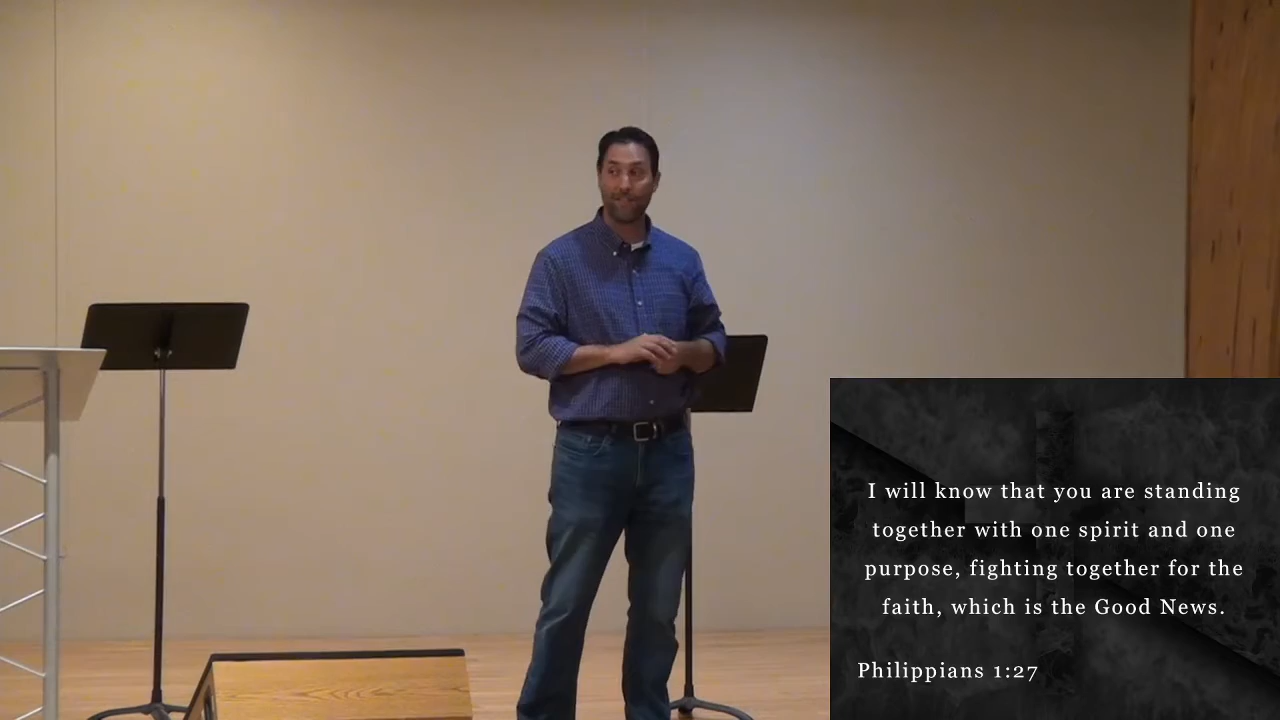 I will know that you are standing
together with one spirit and one
purpose, fighting together for the
faith, which is the Good News.
Philippians 1:27